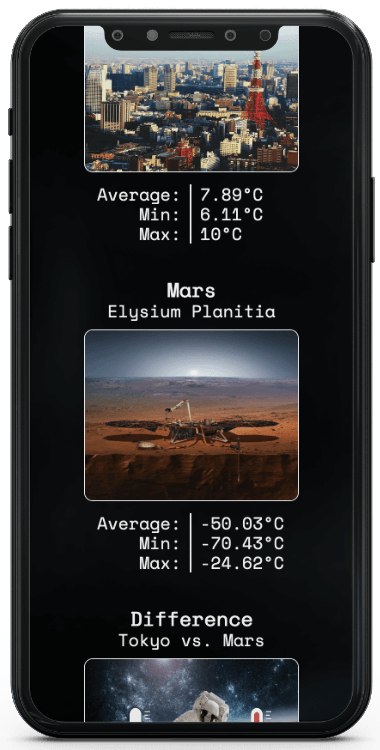 Average: 7.89°C
Min: 6.11°C
Max: 10°C
Mars
Elysium Planitia
Average: -50.03°C
Min: -70.43°C
Max: -24.62°C
Difference
Tokyo vs. Mars